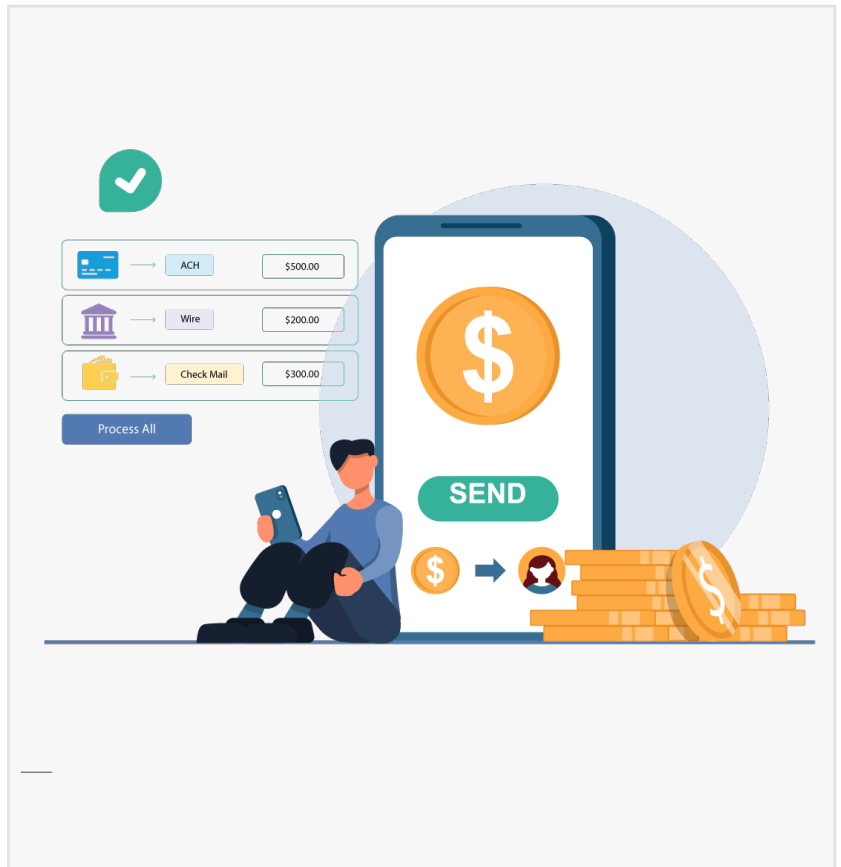 ACH $500.00
Wire $200.00
Check Mail $300.00
Process All
$
SEND
$
$